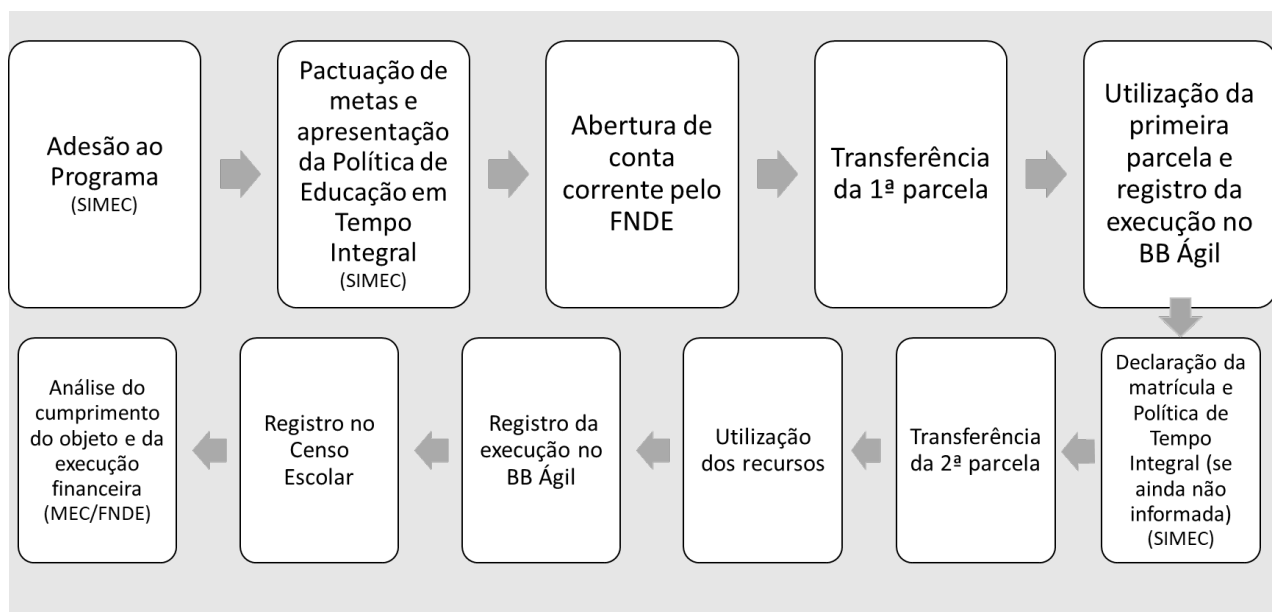 Adesão ao
Programa
(SIMEC)
Pactuação de
metas e
apresentação
da Política de
Educação em
Tempo
Integral
(SIMEC)
Abertura de
conta
corrente pelo
FNDE
Transferência
da 1ª parcela
Utilização da
primeira
parcela e
registro da
execução no
BB Ágil
Declaração da
matrícula e
Política de
Tempo
Integral (se
ainda não
informada)
(SIMEC)
Transferência
da 2ª parcela
Utilização
dos recursos
Registro da
execução no
BB Ágil
Registro no
Censo
Escolar
Análise do
cumprimento
do objeto e da
execução
financeira
(MEC/FNDE)